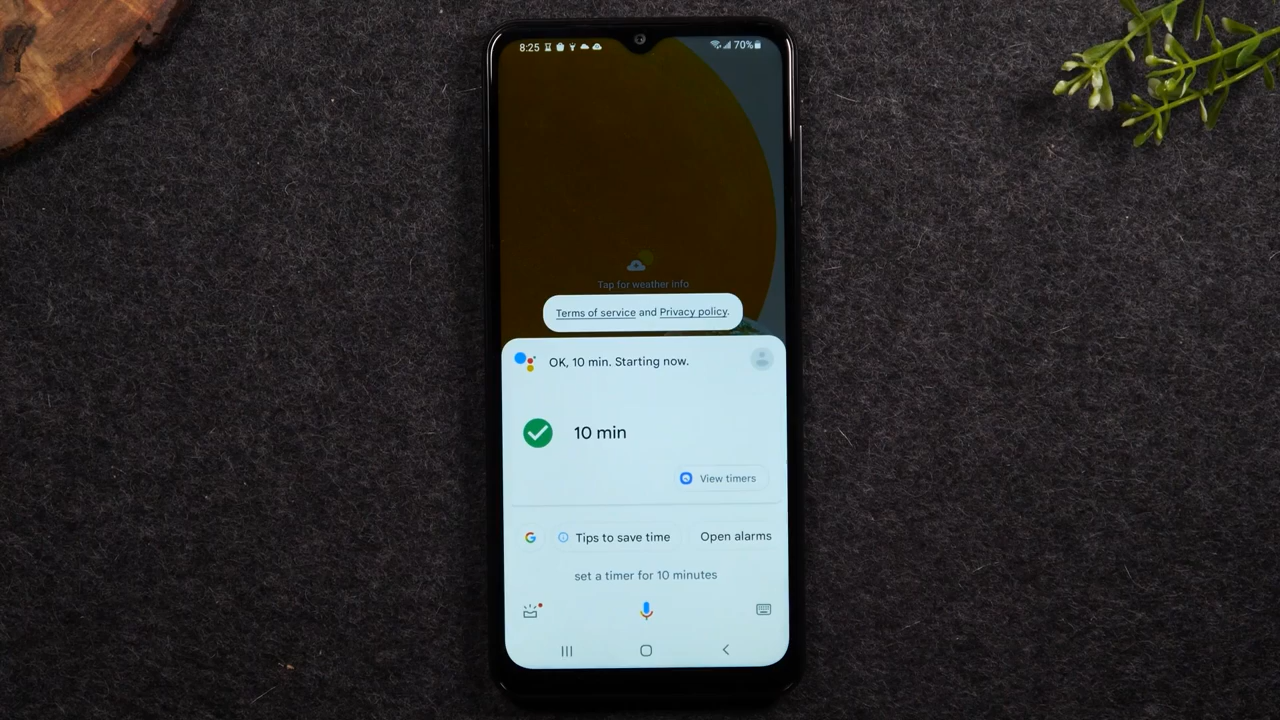 8:25 70%
Tap for weather info
Terms of service and Privacy policy.
OK, 10 min. Starting now.
10 min
View timers
Tips to save time Open alarms
set a timer for 10 minutes